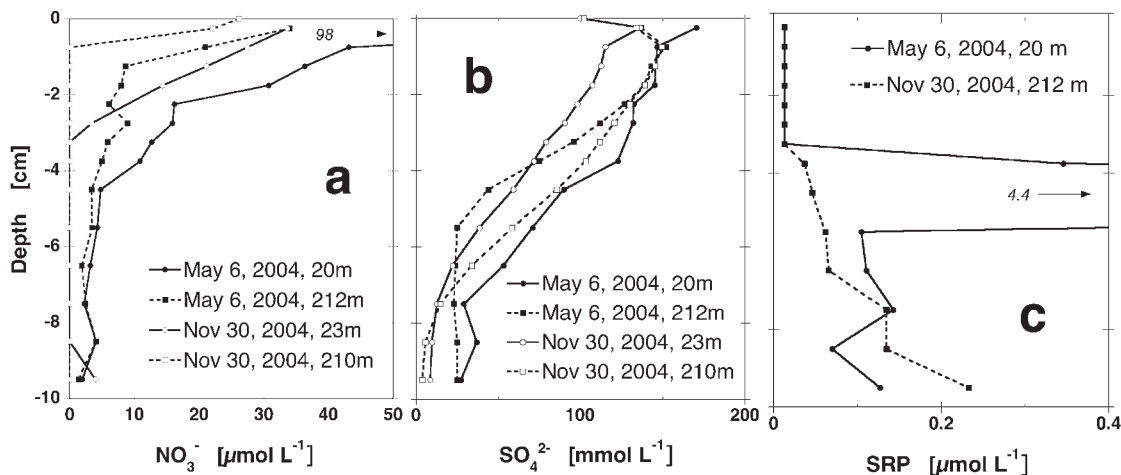 0
-2
-4
-6
-8
-10
Depth [cm]
98
a
May 6, 2004, 20m
May 6, 2004, 212m
Nov 30, 2004, 23m
Nov 30, 2004, 210m
0 10 20 30 40 50
NO₃⁻ [µmol L⁻¹]
b
May 6, 2004, 20m
May 6, 2004, 212m
Nov 30, 2004, 23m
Nov 30, 2004, 210m
0 100 200
SO₄²⁻ [mmol L⁻¹]
May 6, 2004, 20 m
Nov 30, 2004, 212 m
4.4
c
0 0.2 0.4
SRP [µmol L⁻¹]